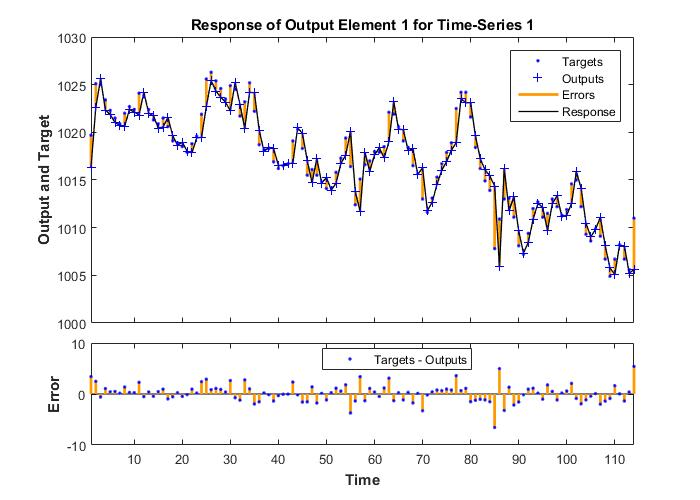 Response of Output Element 1 for Time-Series 1
1030
1025
1020
1015
1010
1005
1000
Output and Target
Targets
Outputs
Errors
Response
10
0
-10
Error
Targets - Outputs
10 20 30 40 50 60 70 80 90 100 110
Time